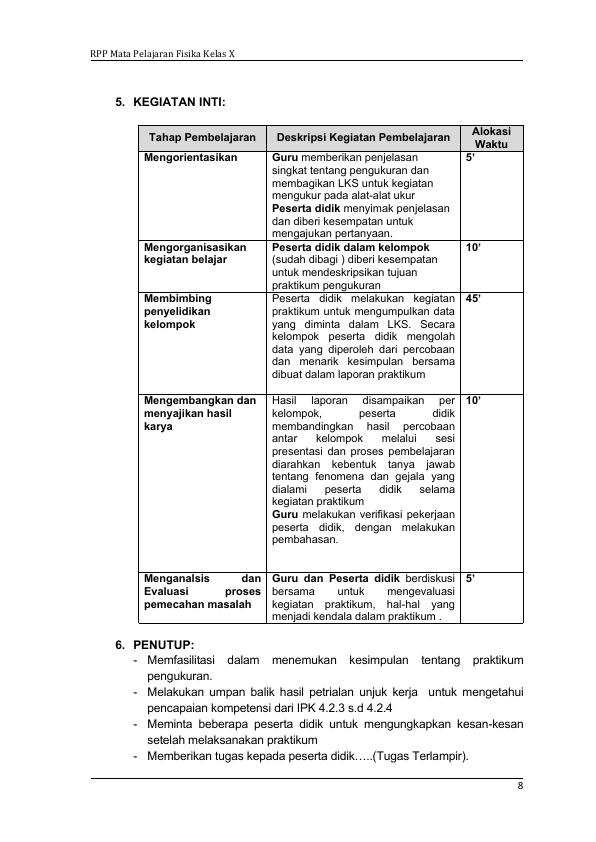 RPP Mata Pelajaran Fisika Kelas X
5. KEGIATAN INTI:
Tahap Pembelajaran
Deskripsi Kegiatan Pembelajaran
Alokasi
Waktu
Mengorientasikan
Guru memberikan penjelasan
singkat tentang pengukuran dan
membagikan LKS untuk kegiatan
mengukur pada alat-alat ukur
Peserta didik menyimak penjelasan
dan diberi kesempatan untuk
mengajukan pertanyaan.
5’
Mengorganisasikan
kegiatan belajar
Peserta didik dalam kelompok
(sudah dibagi ) diberi kesempatan
untuk mendeskripsikan tujuan
praktikum pengukuran
10’
Membimbing
penyelidikan
kelompok
Peserta didik melakukan kegiatan
praktikum untuk mengumpulkan data
yang diminta dalam LKS. Secara
kelompok peserta didik mengolah
data yang diperoleh dari percobaan
dan menarik kesimpulan bersama
dibuat dalam laporan praktikum
45’
Mengembangkan dan
menyajikan hasil
karya
Hasil laporan disampaikan per
kelompok, peserta didik
membandingkan hasil percobaan
antar kelompok melalui sesi
presentasi dan proses pembelajaran
diarahkan kebentuk tanya jawab
tentang fenomena dan gejala yang
dialami peserta didik selama
kegiatan praktikum
Guru melakukan verifikasi pekerjaan
peserta didik, dengan melakukan
pembahasan.
10’
Menganalsis dan
Evaluasi proses
pemecahan masalah
Guru dan Peserta didik berdiskusi
bersama untuk mengevaluasi
kegiatan praktikum, hal-hal yang
menjadi kendala dalam praktikum .
5’
6. PENUTUP:
- Memfasilitasi dalam menemukan kesimpulan tentang praktikum
pengukuran.
- Melakukan umpan balik hasil petrialan unjuk kerja untuk mengetahui
pencapaian kompetensi dari IPK 4.2.3 s.d 4.2.4
- Meminta beberapa peserta didik untuk mengungkapkan kesan-kesan
setelah melaksanakan praktikum
- Memberikan tugas kepada peserta didik…..(Tugas Terlampir).
8